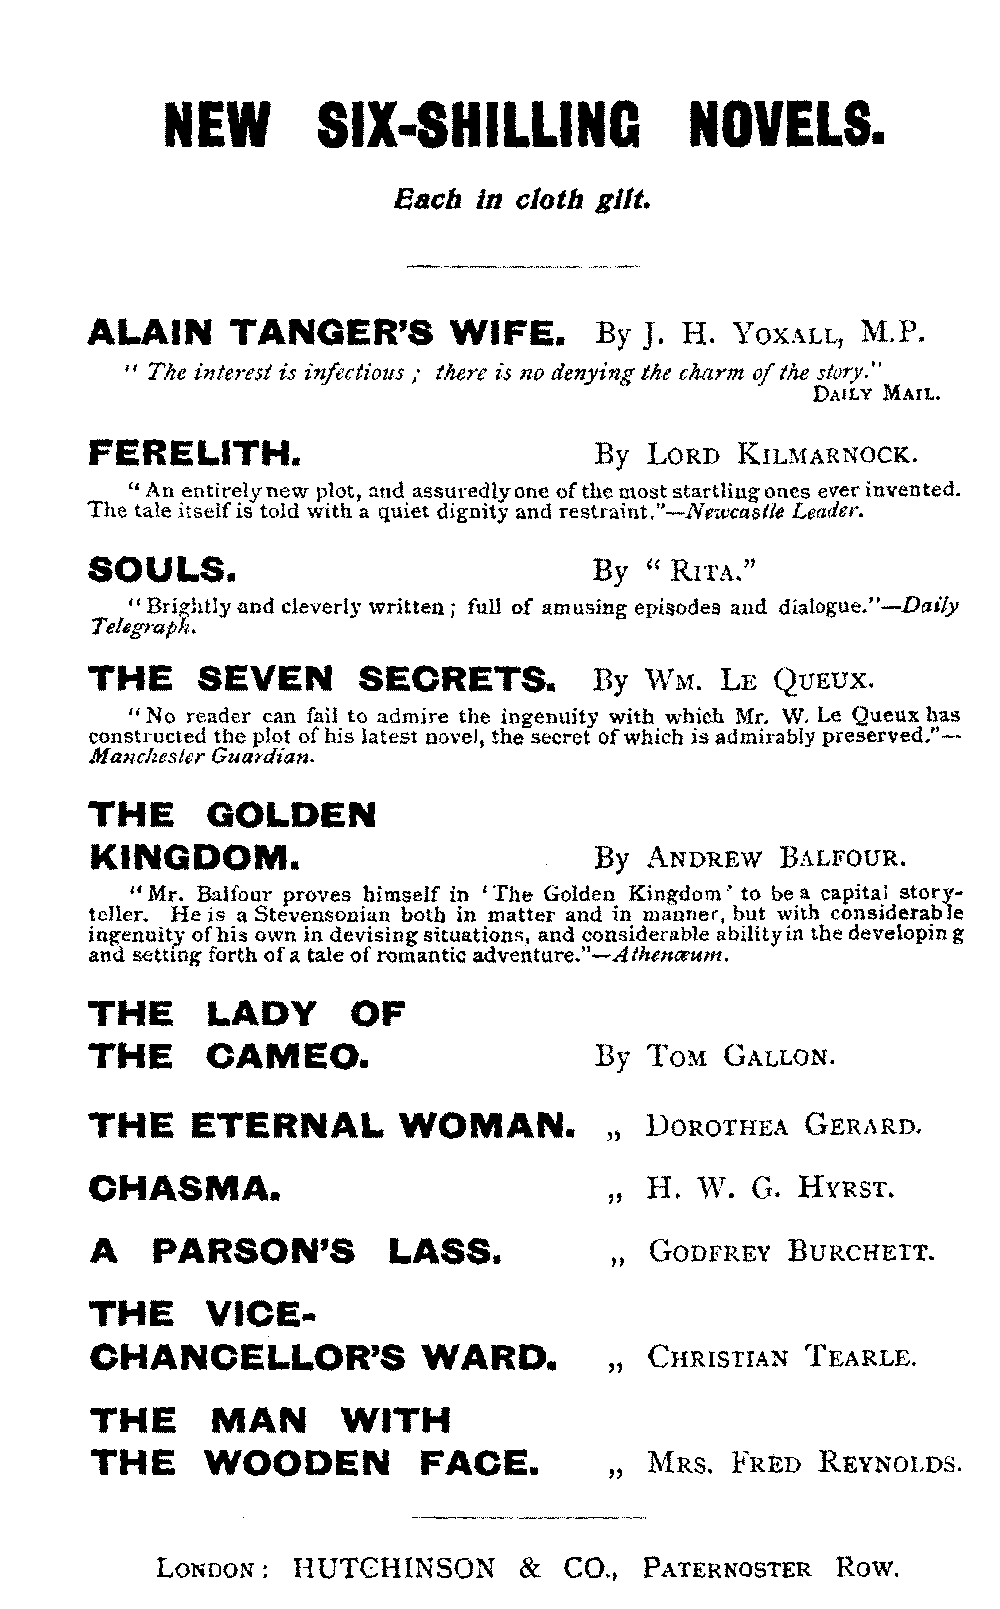 NEW SIX-SHILLING NOVELS.
Each in cloth gilt.
ALAIN TANGER'S WIFE. By J. H. YOXALL, M.P.
"The interest is infectious; there is no denying the charm of the story."
DAILY MAIL.
FERELITH. By LORD KILMARNOCK.
"An entirely new plot, and assuredly one of the most startling ones ever invented.
The tale itself is told with a quiet dignity and restraint."—Newcastle Leader.
SOULS. By "RITA."
"Brightly and cleverly written; full of amusing episodes and dialogue."—Daily
Telegraph.
THE SEVEN SECRETS. By WM. LE QUEUX.
"No reader can fail to admire the ingenuity with which Mr. W. Le Queux has
constructed the plot of his latest novel, the secret of which is admirably preserved."—
Manchester Guardian.
THE GOLDEN
KINGDOM. By ANDREW BALFOUR.
"Mr. Balfour proves himself in 'The Golden Kingdom' to be a capital story-
teller. He is a Stevensonian both in matter and in manner, but with considerable
ingenuity of his own in devising situations, and considerable ability in the developing
and setting forth of a tale of romantic adventure."—Athenæum.
THE LADY OF
THE CAMEO. By TOM GALLON.
THE ETERNAL WOMAN. „ DOROTHEA GERARD.
CHASMA. „ H. W. G. HYRST.
A PARSON'S LASS. „ GODFREY BURCHETT.
THE VICE-
CHANCELLOR'S WARD. „ CHRISTIAN TEARLE.
THE MAN WITH
THE WOODEN FACE. „ MRS. FRED REYNOLDS.
LONDON: HUTCHINSON & CO., PATERNOSTER ROW.